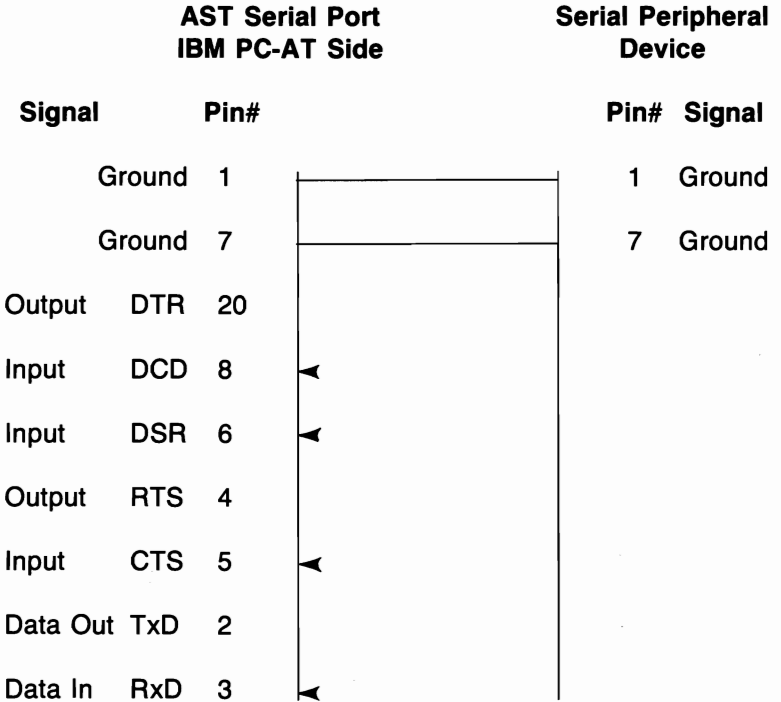 AST Serial Port Serial Peripheral
IBM PC-AT Side Device
Signal Pin# Pin# Signal
Ground 1 1 Ground
Ground 7 7 Ground
Output DTR 20
Input DCD 8
Input DSR 6
Output RTS 4
Input CTS 5
Data Out TxD 2
Data In RxD 3